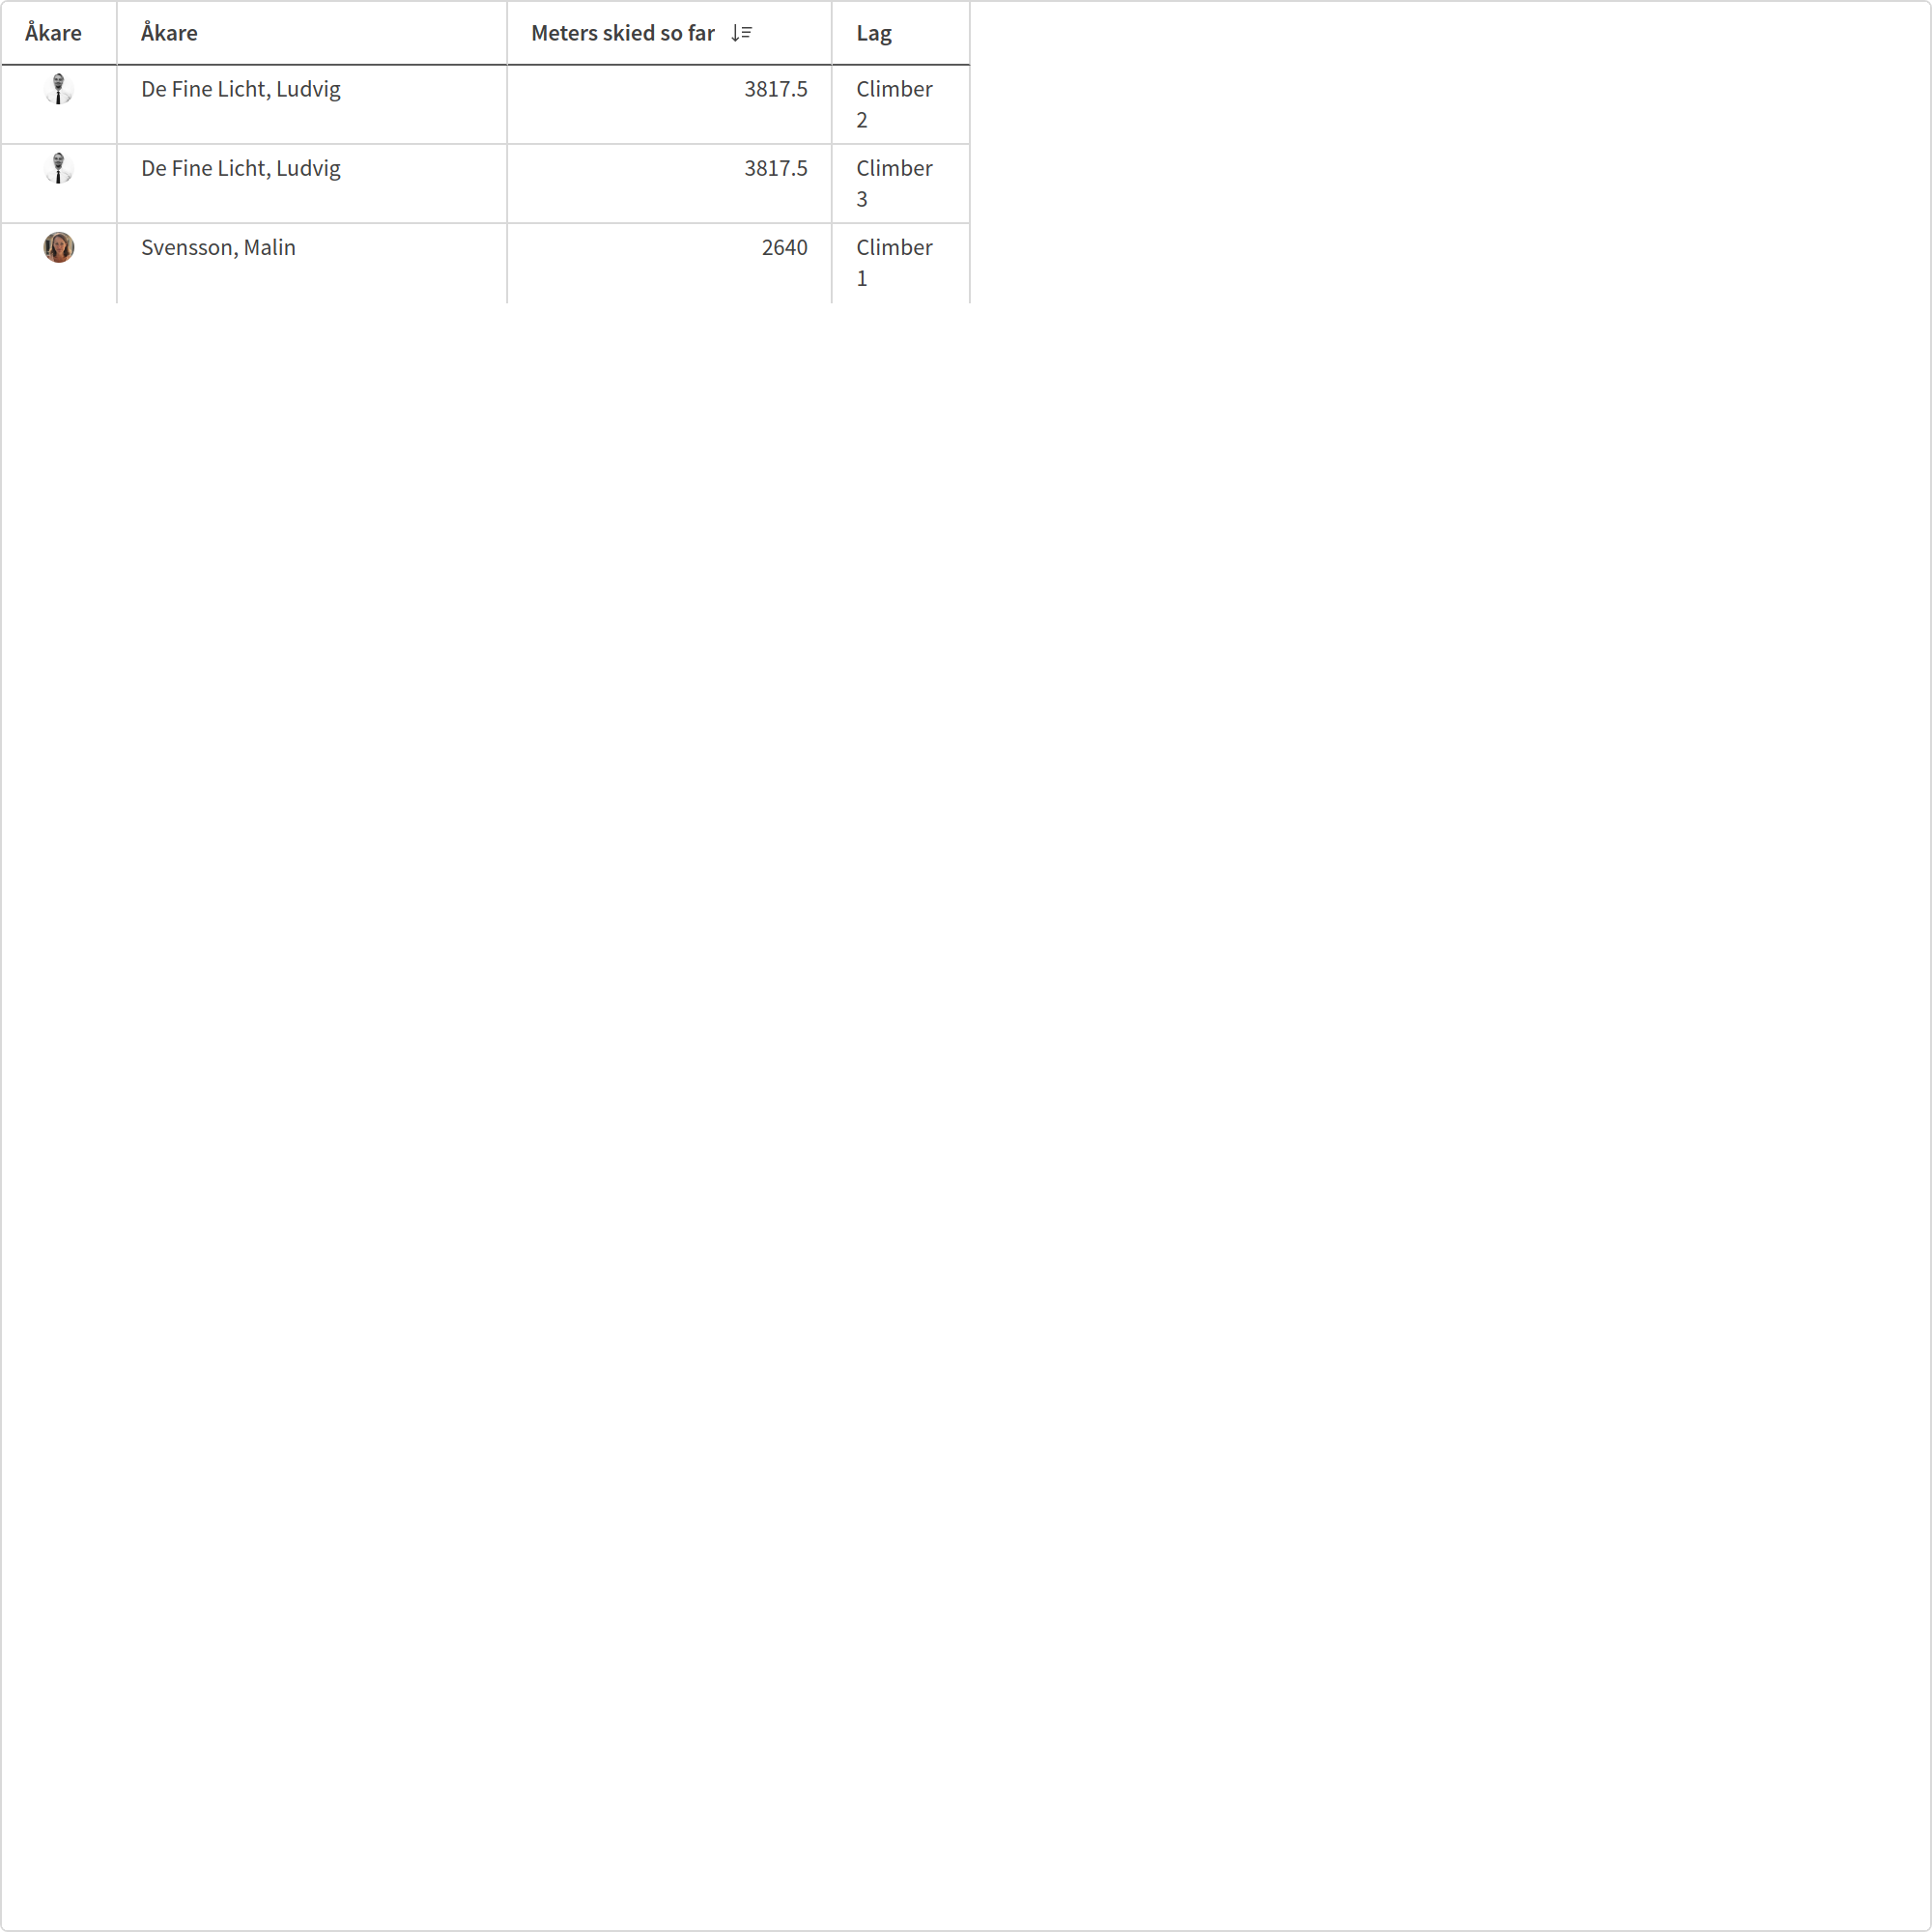 Åkare Åkare Meters skied so far Lag
De Fine Licht, Ludvig 3817.5 Climber
2
De Fine Licht, Ludvig 3817.5 Climber
3
Svensson, Malin 2640 Climber
1